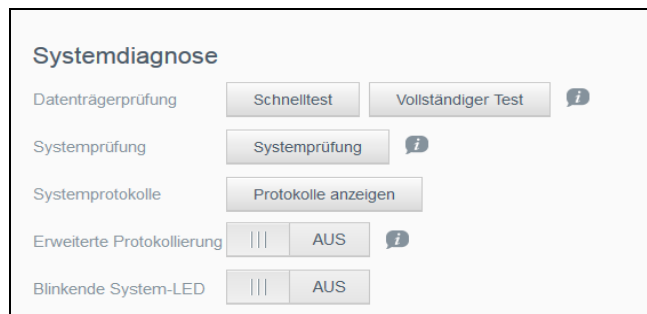 Systemdiagnose
Datenträgerprüfung Schnelltest Vollständiger Test i
Systemprüfung Systemprüfung i
Systemprotokolle Protokolle anzeigen
Erweiterte Protokollierung AUS i
Blinkende System-LED AUS